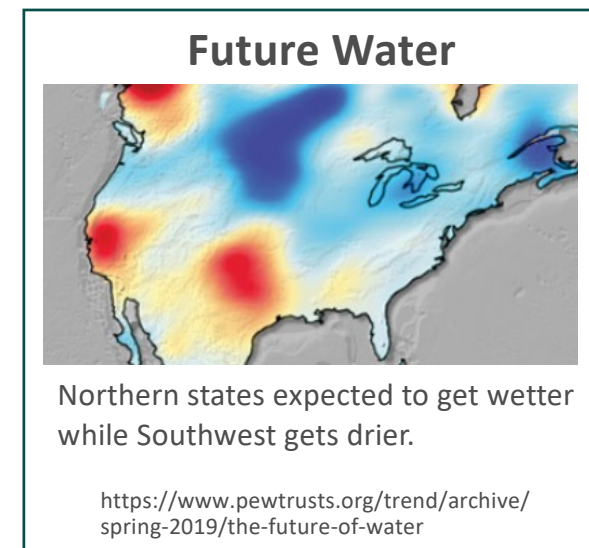 Future Water
Northern states expected to get wetter
while Southwest gets drier.
https://www.pewtrusts.org/trend/archive/
spring-2019/the-future-of-water